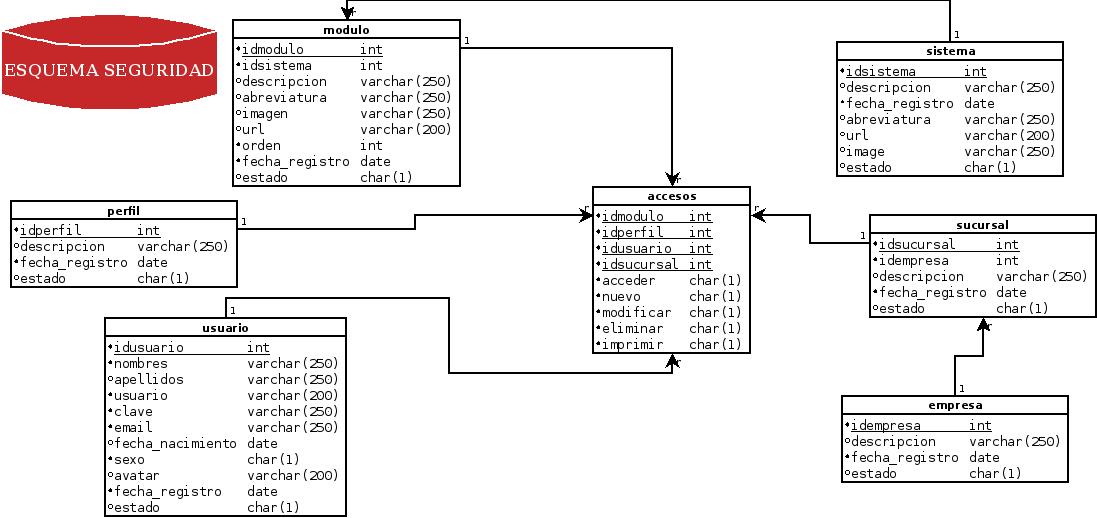 ESQUEMA SEGURIDAD
modulo
idmodulo int
idsistema int
descripcion varchar(250)
abreviatura varchar(250)
imagen varchar(250)
url varchar(200)
orden int
fecha_registro date
estado char(1)
r
1
sistema
idsistema int
descripcion varchar(250)
fecha_registro date
abreviatura varchar(250)
url varchar(200)
image varchar(250)
estado char(1)
1
perfil
idperfil int
descripcion varchar(250)
fecha_registro date
estado char(1)
1
accesos
idmodulo int
idperfil int
idusuario int
idsucursal int
acceder char(1)
nuevo char(1)
modificar char(1)
eliminar char(1)
imprimir char(1)
r
r
r
r
sucursal
idsucursal int
idempresa int
descripcion varchar(250)
fecha_registro date
estado char(1)
1
r
usuario
idusuario int
nombres varchar(250)
apellidos varchar(250)
usuario varchar(200)
clave varchar(250)
email varchar(250)
fecha_nacimiento date
sexo char(1)
avatar varchar(200)
fecha_registro date
estado char(1)
1
empresa
idempresa int
descripcion varchar(250)
fecha_registro date
estado char(1)
1